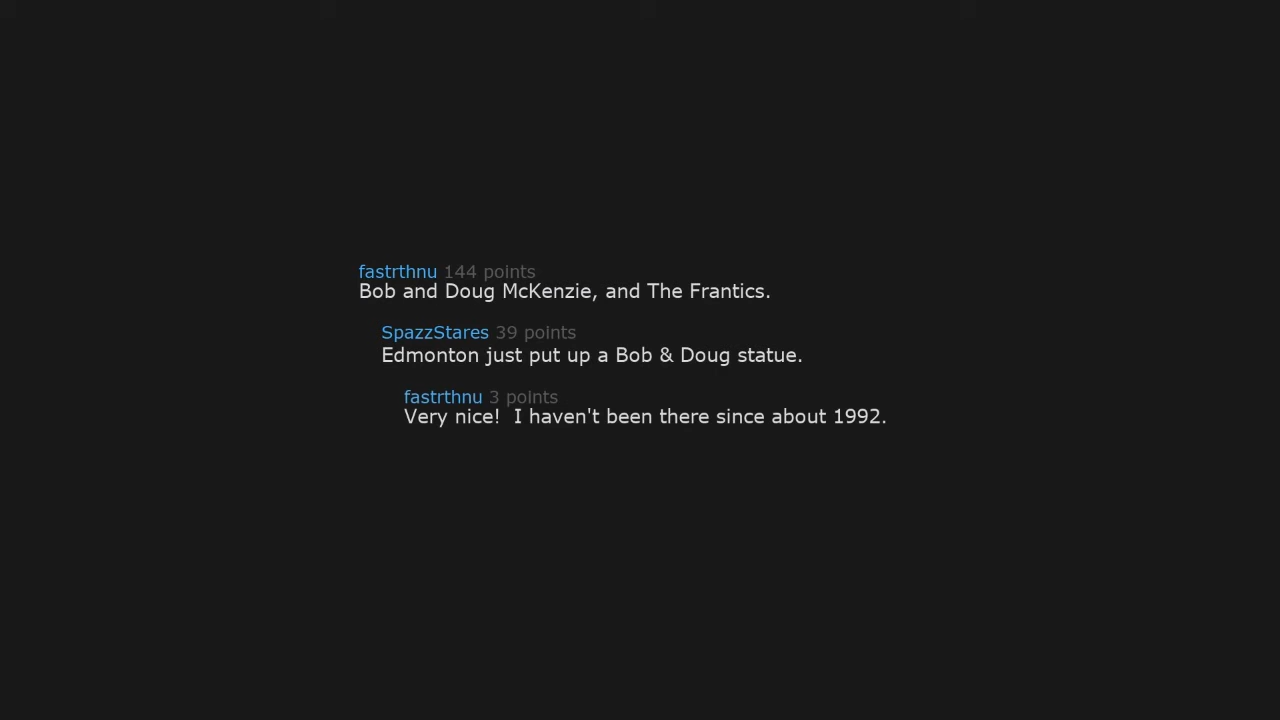 fastrthnu 144 points
Bob and Doug McKenzie, and The Frantics.
SpazzStares 39 points
Edmonton just put up a Bob & Doug statue.
fastrthnu 3 points
Very nice!  I haven't been there since about 1992.